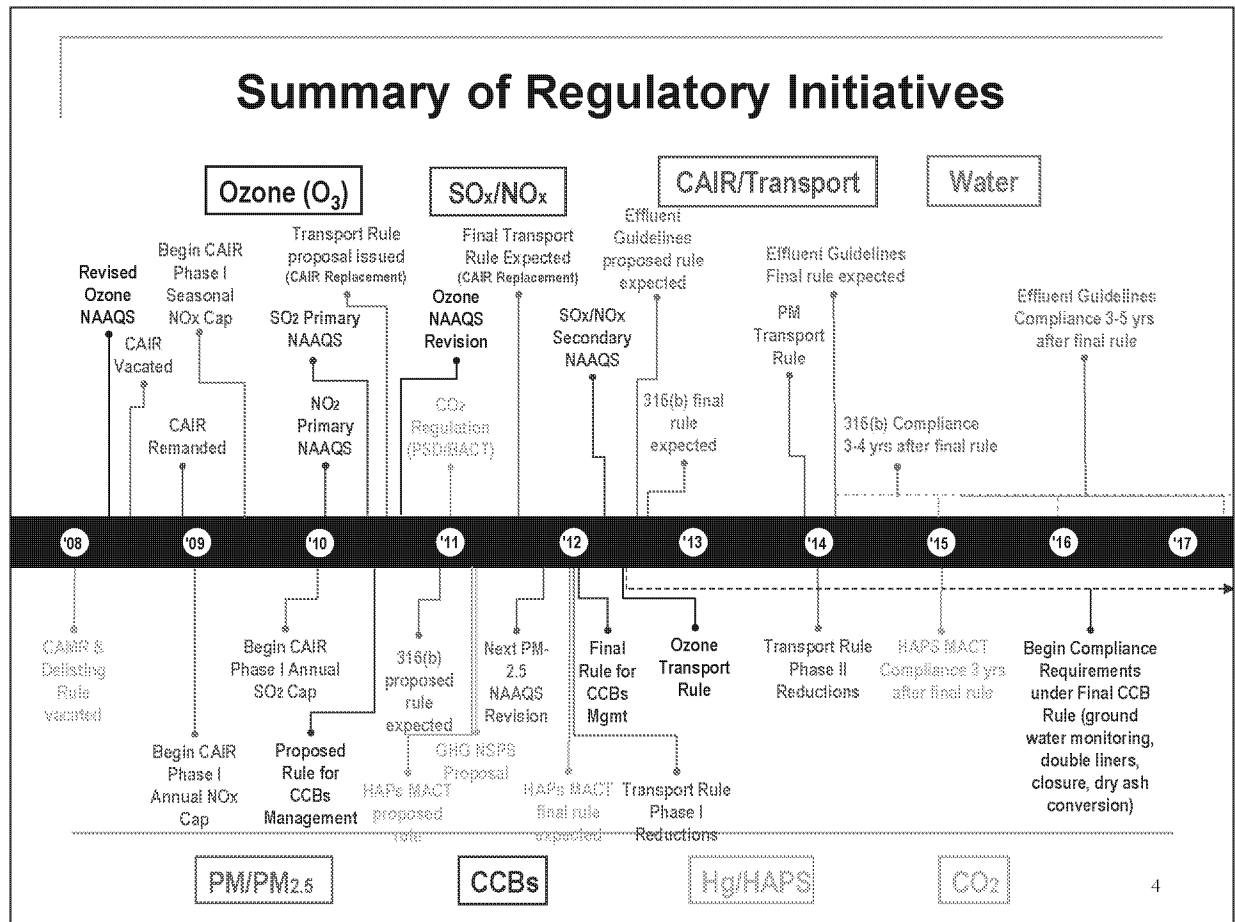 Summary of Regulatory Initiatives
Ozone (O3)
SOx/NOx
CAIR/Transport
Water
Revised
Ozone
NAAQS
CAIR
Vacated
Begin CAIR
Phase I
Seasonal
NOx Cap
CAIR
Remanded
Transport Rule
proposal issued
(CAIR Replacement)
SO2 Primary
NAAQS
NO2
Primary
NAAQS
Ozone
NAAQS
Revision
CO2
Regulation
(PSD/BACT)
Final Transport
Rule Expected
(CAIR Replacement)
SOx/NOx
Secondary
NAAQS
Effluent
Guidelines
proposed rule
expected
316(b) final
rule
expected
PM
Transport
Rule
Effluent Guidelines
Final rule expected
316(b) Compliance
3-4 yrs after final rule
Effluent Guidelines
Compliance 3-5 yrs
after final rule
'08
'09
'10
'11
'12
'13
'14
'15
'16
'17
CAMR &
Delisting
Rule
vacated
Begin CAIR
Phase I
Annual NOx
Cap
Begin CAIR
Phase I Annual
SO2 Cap
Proposed
Rule for
CCBs
Management
316(b)
proposed
rule
expected
HAPs MACT
proposed
rule
GHG NSPS
Proposal
Next PM-
2.5
NAAQS
Revision
HAPs MACT
final rule
expected
Final
Rule for
CCBs
Mgmt
Transport Rule
Phase I
Reductions
Ozone
Transport
Rule
Transport Rule
Phase II
Reductions
HAPS MACT
Compliance 3 yrs
after final rule
Begin Compliance
Requirements
under Final CCB
Rule (ground
water monitoring,
double liners,
closure, dry ash
conversion)
PM/PM2.5
CCBs
Hg/HAPS
CO2
4